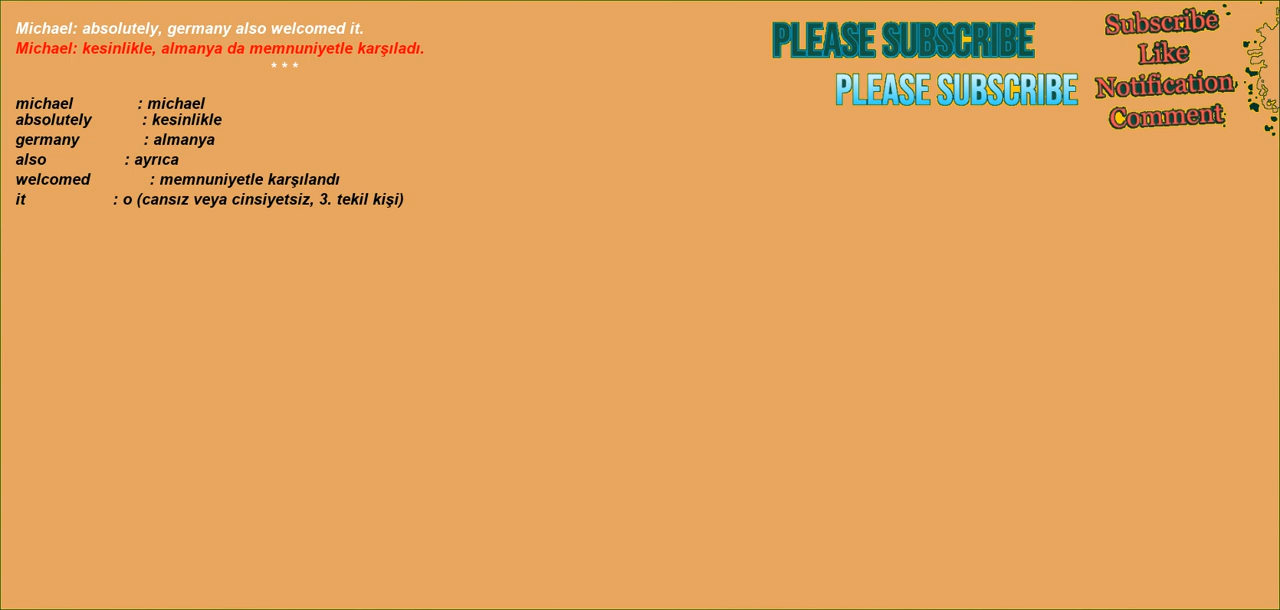 Michael: absolutely, germany also welcomed it.
Michael: kesinlikle, almanya da memnuniyetle karşıladı.
* * *
michael : michael
absolutely : kesinlikle
germany : almanya
also : ayrıca
welcomed : memnuniyetle karşılandı
it : o (cansız veya cinsiyetsiz, 3. tekil kişi)
PLEASE SUBSCRIBE
PLEASE SUBSCRIBE
Subscribe
Like
Notification
Comment